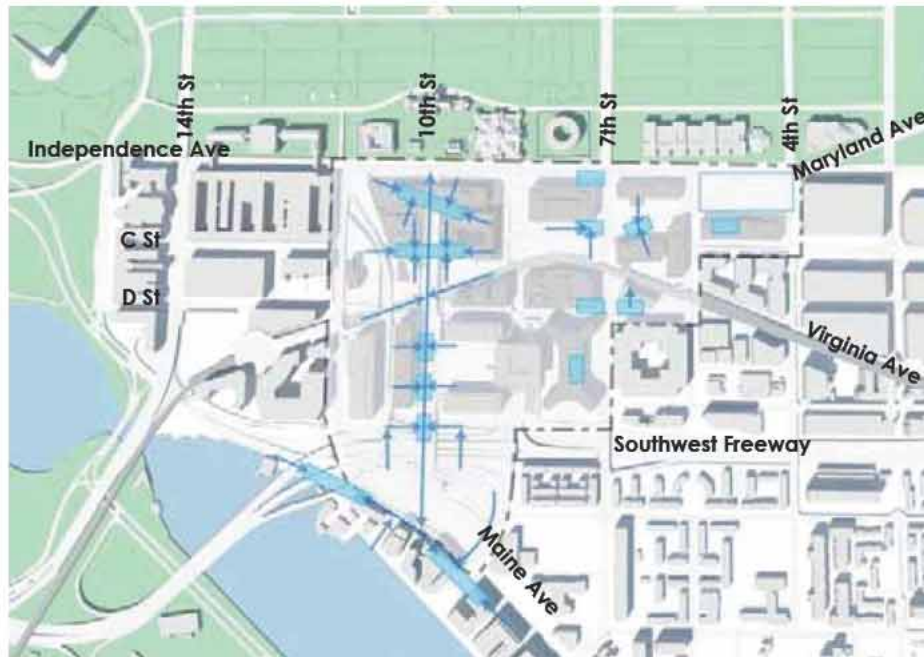 14th St
10th St
7th St
4th St
Independence Ave
Maryland Ave
C St
D St
Virginia Ave
Southwest Freeway
Maine Ave